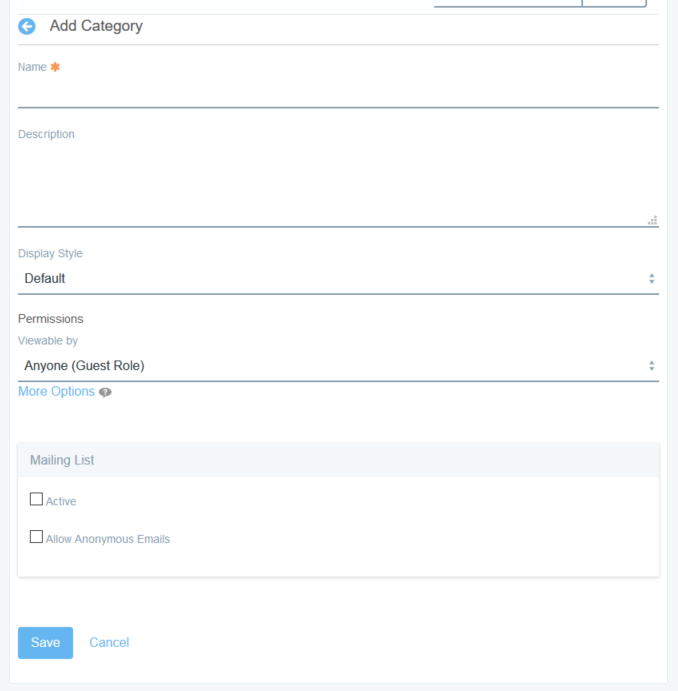 Add Category
Name
Description
Display Style
Default
Permissions
Viewable by
Anyone (Guest Role)
More Options
Mailing List
Active
Allow Anonymous Emails
Save Cancel